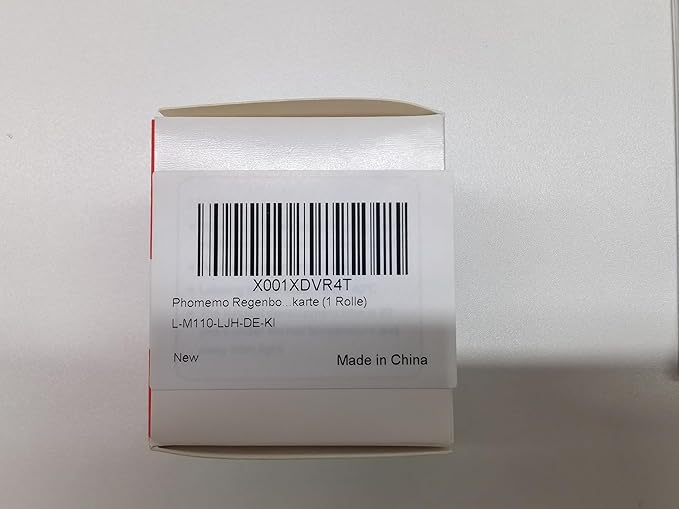 X001XDVR4T
Phomemo Regenbo...karte (1 Rolle)
L-M110-LJH-DE-KI
New
Made in China